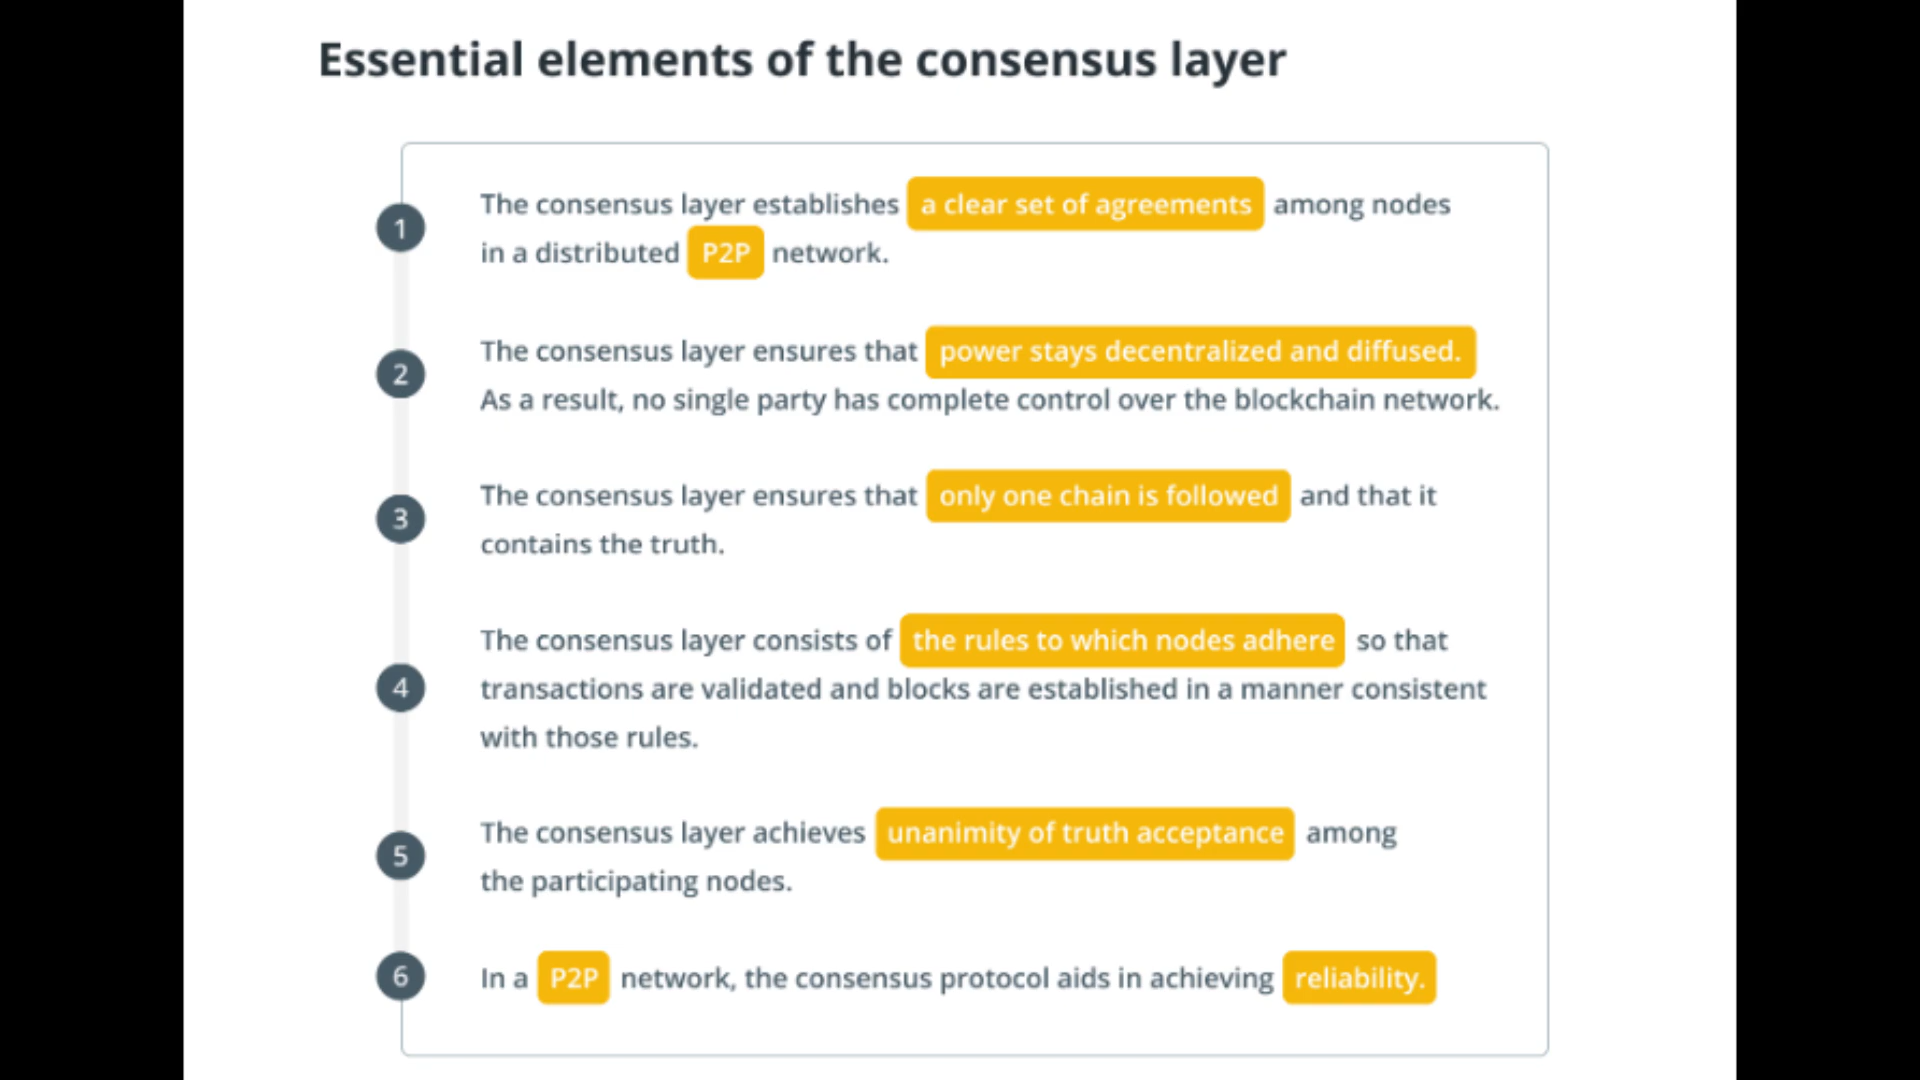 Essential elements of the consensus layer
1
The consensus layer establishes a clear set of agreements among nodes
in a distributed P2P network.
2
The consensus layer ensures that power stays decentralized and diffused.
As a result, no single party has complete control over the blockchain network.
3
The consensus layer ensures that only one chain is followed and that it
contains the truth.
4
The consensus layer consists of the rules to which nodes adhere so that
transactions are validated and blocks are established in a manner consistent
with those rules.
5
The consensus layer achieves unanimity of truth acceptance among
the participating nodes.
6
In a P2P network, the consensus protocol aids in achieving reliability.